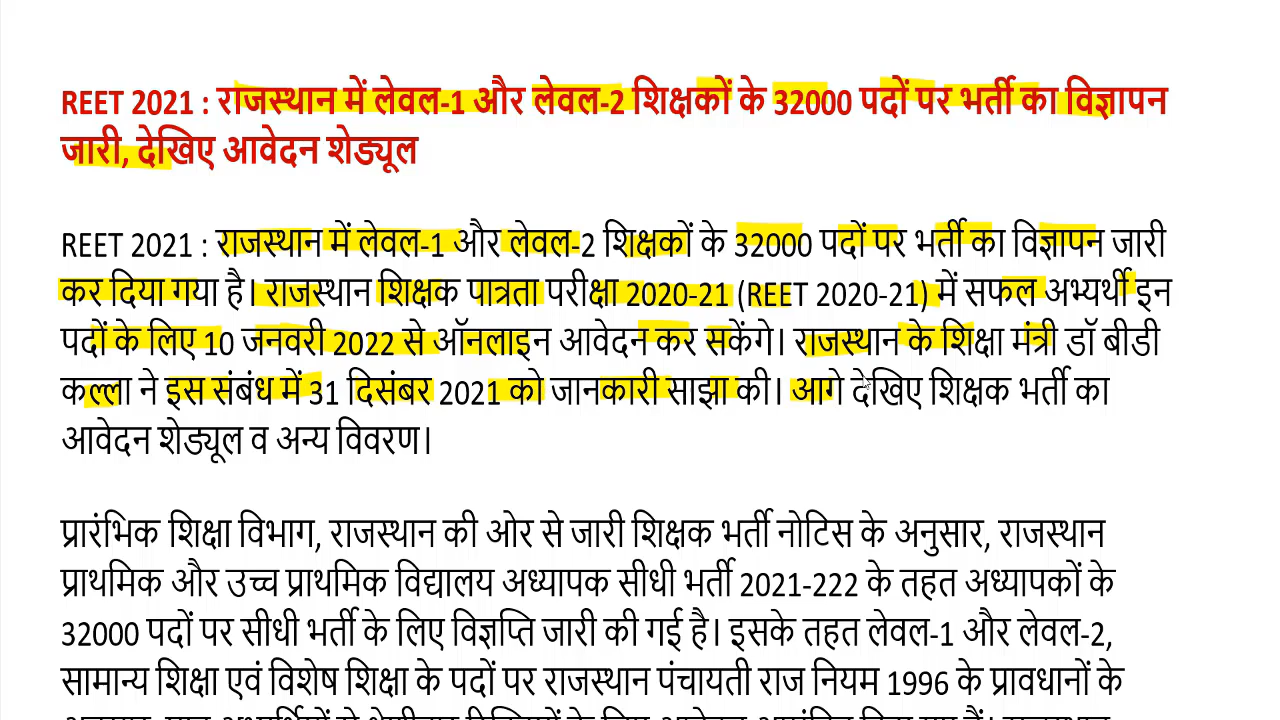 REET 2021 : राजस्थान में लेवल-1 और लेवल-2 शिक्षकों के 32000 पदों पर भर्ती का विज्ञापन
जारी, देखिए आवेदन शेड्यूल
REET 2021 : राजस्थान में लेवल-1 और लेवल-2 शिक्षकों के 32000 पदों पर भर्ती का विज्ञापन जारी
कर दिया गया है। राजस्थान शिक्षक पात्रता परीक्षा 2020-21 (REET 2020-21) में सफल अभ्यर्थी इन
पदों के लिए 10 जनवरी 2022 से ऑनलाइन आवेदन कर सकेंगे। राजस्थान के शिक्षा मंत्री डॉ बीडी
कल्ला ने इस संबंध में 31 दिसंबर 2021 को जानकारी साझा की। आगे देखिए शिक्षक भर्ती का
आवेदन शेड्यूल व अन्य विवरण।
प्रारंभिक शिक्षा विभाग, राजस्थान की ओर से जारी शिक्षक भर्ती नोटिस के अनुसार, राजस्थान
प्राथमिक और उच्च प्राथमिक विद्यालय अध्यापक सीधी भर्ती 2021-222 के तहत अध्यापकों के
32000 पदों पर सीधी भर्ती के लिए विज्ञप्ति जारी की गई है। इसके तहत लेवल-1 और लेवल-2,
सामान्य शिक्षा एवं विशेष शिक्षा के पदों पर राजस्थान पंचायती राज नियम 1996 के प्रावधानों के